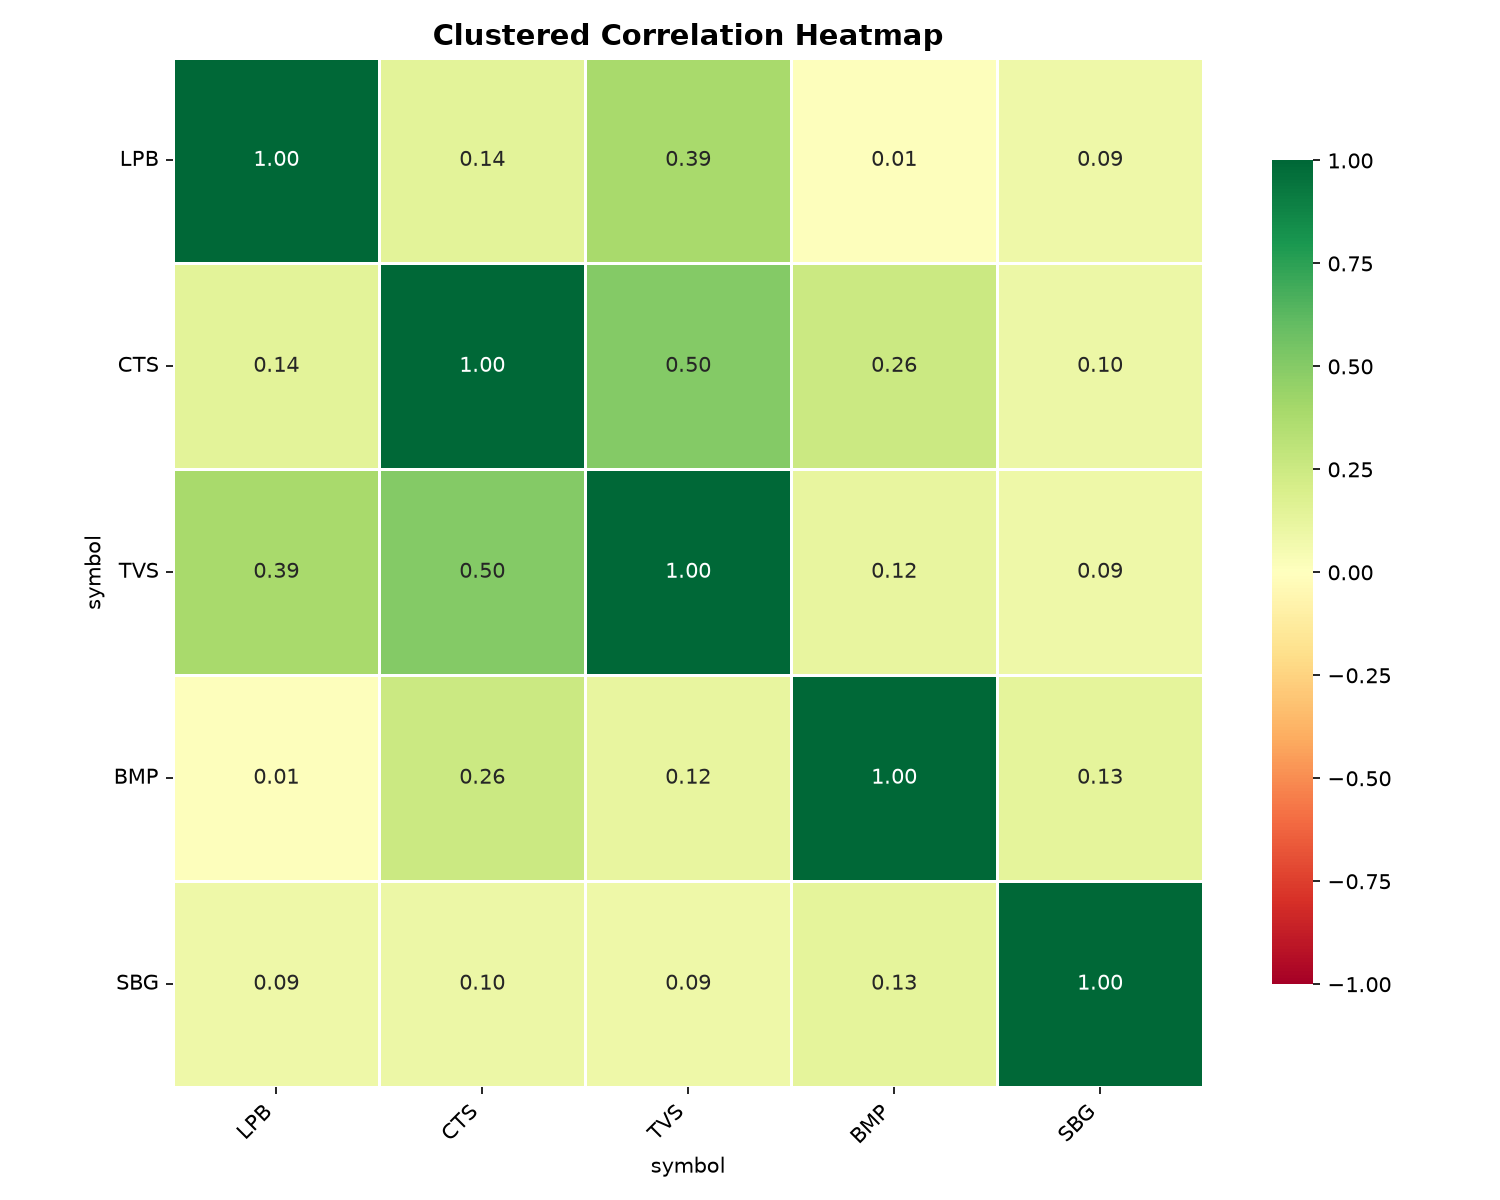 Clustered Correlation Heatmap
LPB 1.00 0.14 0.39 0.01 0.09
CTS 0.14 1.00 0.50 0.26 0.10
TVS 0.39 0.50 1.00 0.12 0.09
BMP 0.01 0.26 0.12 1.00 0.13
SBG 0.09 0.10 0.09 0.13 1.00
symbol
LPB CTS TVS BMP SBG
symbol
1.00
0.75
0.50
0.25
0.00
−0.25
−0.50
−0.75
−1.00